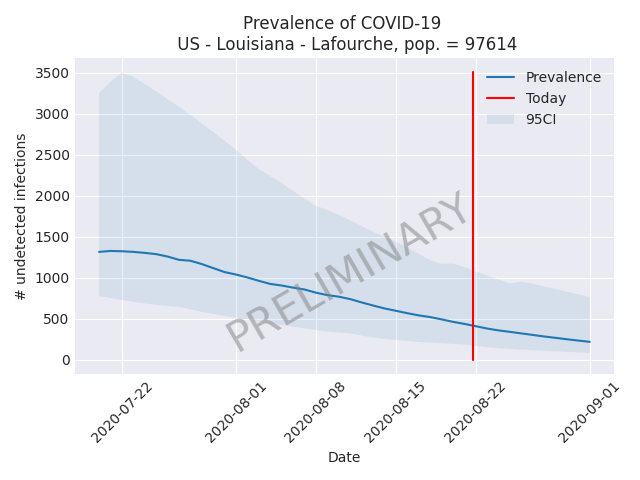 Prevalence of COVID-19
US - Louisiana - Lafourche, pop. = 97614
3500
3000
2500
2000
1500
1000
500
0
# undetected infections
Prevalence
Today
95CI
PRELIMINARY
2020-07-22
2020-08-01
2020-08-08
2020-08-15
2020-08-22
2020-09-01
Date